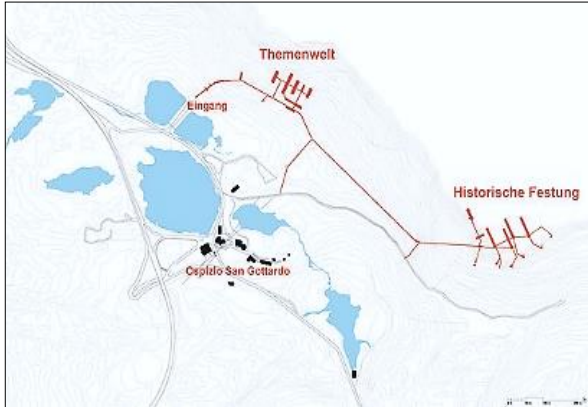 Themenwelt
Eingang
Historische Festung
Ospizio San Gottardo